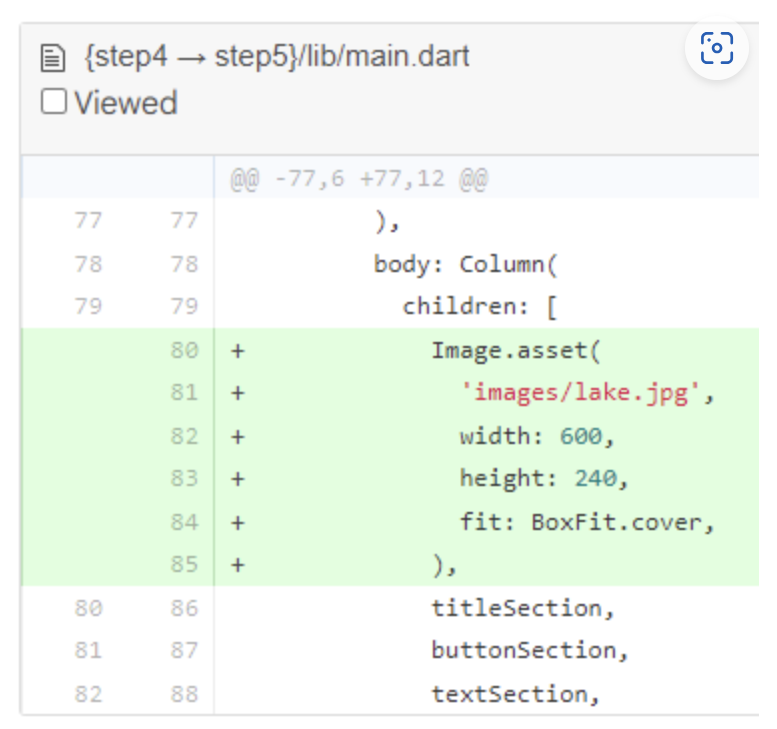 {step4 → step5}/lib/main.dart
Viewed
@@ -77,6 +77,12 @@
77 77 ),
78 78 body: Column(
79 79 children: [
80 + Image.asset(
81 + 'images/lake.jpg',
82 + width: 600,
83 + height: 240,
84 + fit: BoxFit.cover,
85 + ),
80 86 titleSection,
81 87 buttonSection,
82 88 textSection,